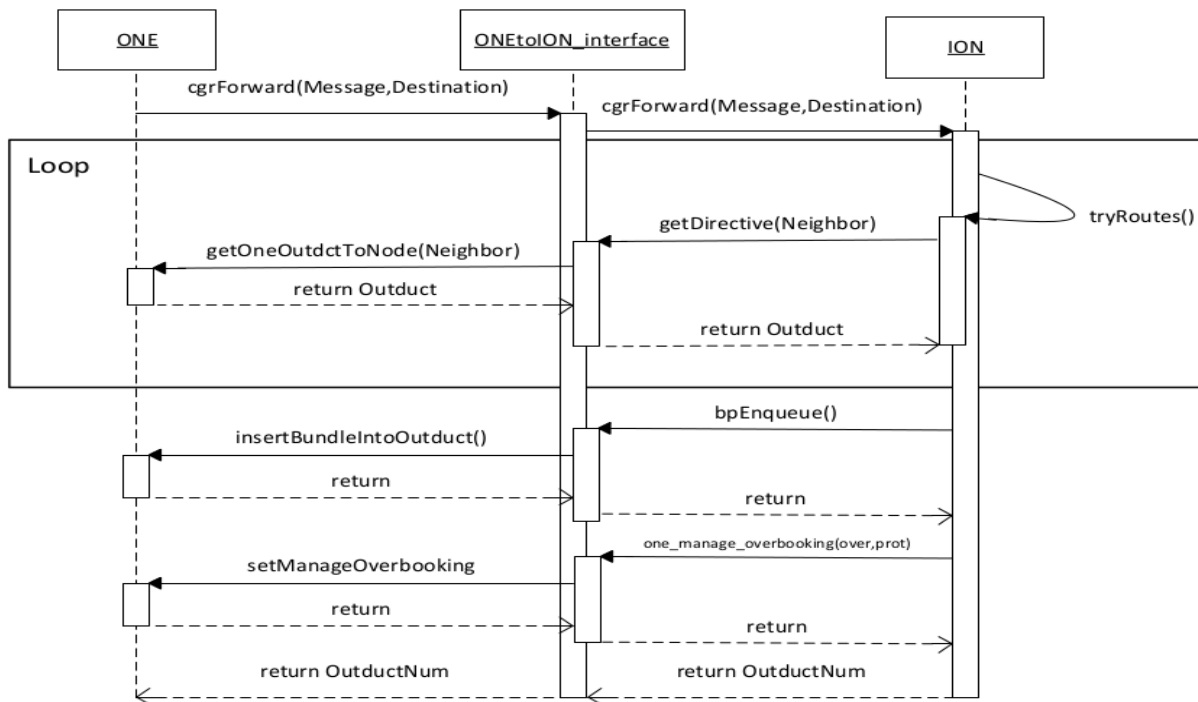 ONE
ONEtoION_interface
ION
cgrForward(Message,Destination)
cgrForward(Message,Destination)
Loop
tryRoutes()
getDirective(Neighbor)
getOneOutdctToNode(Neighbor)
return Outduct
return Outduct
bpEnqueue()
insertBundleIntoOutduct()
return
return
one_manage_overbooking(over,prot)
setManageOverbooking
return
return
return OutductNum
return OutductNum